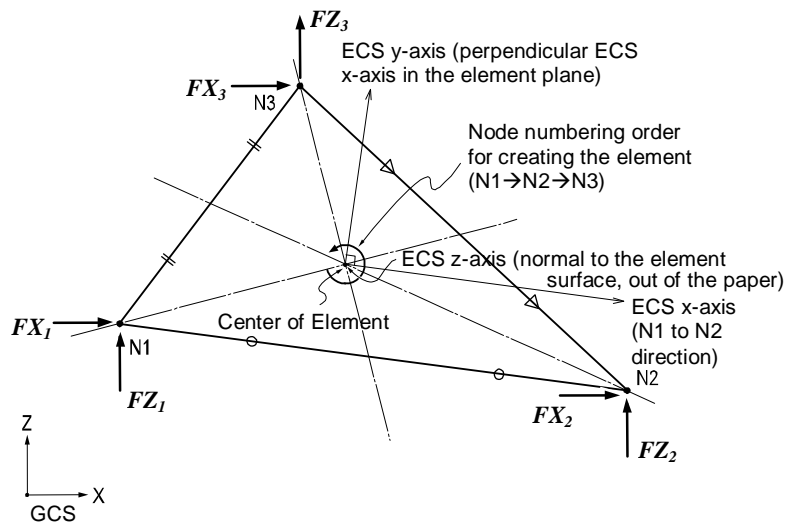 FZ3
ECS y-axis (perpendicular ECS
x-axis in the element plane)
FX3
N3
Node numbering order
for creating the element
(N1→N2→N3)
ECS z-axis (normal to the element
surface, out of the paper)
ECS x-axis
(N1 to N2
direction)
Center of Element
FX1
N1
N2
FZ1
FX2
FZ2
Z
X
GCS